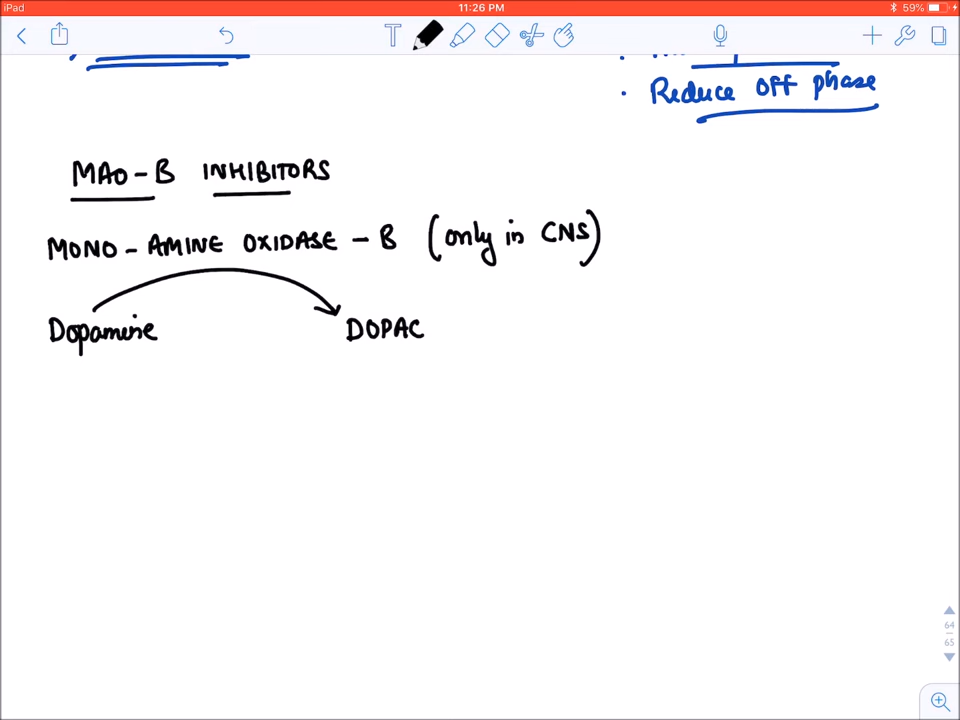 iPad 11:26 PM 59%
T
Reduce off phase
MAO-B INHIBITORS
MONO-AMINE OXIDASE-B (only in CNS)
Dopamine DOPAC
64
65